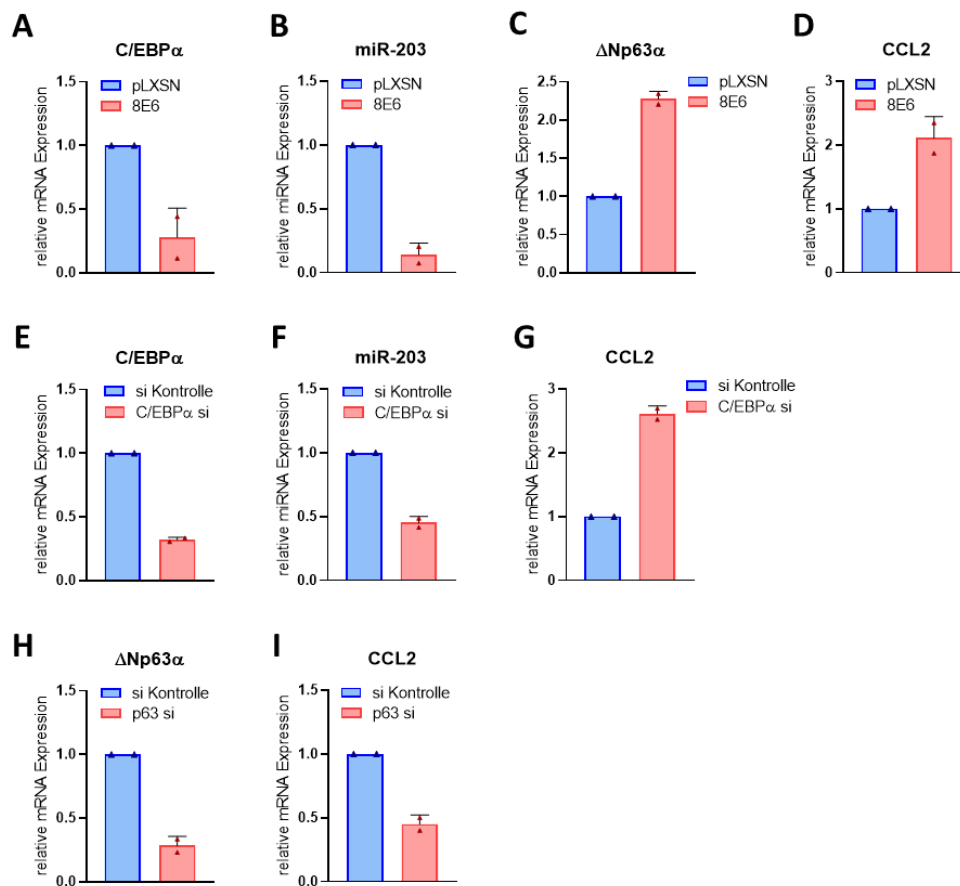 A
C/EBPα
pLXSN
8E6
relative mRNA Expression
1.5
1.0
0.5
0.0
B
miR-203
pLXSN
8E6
relative miRNA Expression
1.5
1.0
0.5
0.0
C
ΔNp63α
pLXSN
8E6
relative mRNA Expression
2.5
2.0
1.5
1.0
0.5
0.0
D
CCL2
pLXSN
8E6
relative mRNA Expression
3
2
1
0
E
C/EBPα
si Kontrolle
C/EBPα si
relative mRNA Expression
1.5
1.0
0.5
0.0
F
miR-203
si Kontrolle
C/EBPα si
relative miRNA Expression
1.5
1.0
0.5
0.0
G
CCL2
si Kontrolle
C/EBPα si
relative mRNA Expression
3
2
1
0
H
ΔNp63α
si Kontrolle
p63 si
relative mRNA Expression
1.5
1.0
0.5
0.0
I
CCL2
si Kontrolle
p63 si
relative mRNA Expression
1.5
1.0
0.5
0.0